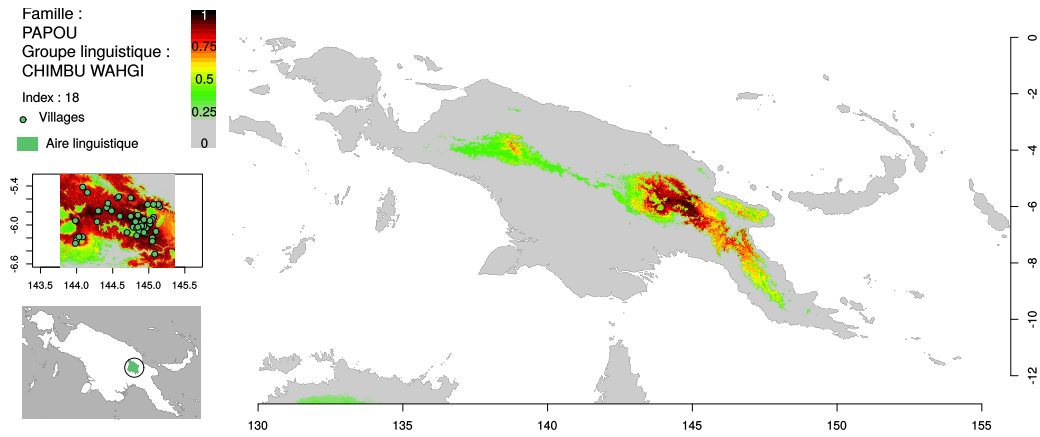 Famille :
PAPOU
Groupe linguistique :
CHIMBU WAHGI
Index : 18
Villages
Aire linguistique
1
0.75
0.5
0.25
0
-5.4
-6.0
-6.6
143.5 144.0 144.5 145.0 145.5
0
-2
-4
-6
-8
-10
-12
130 135 140 145 150 155